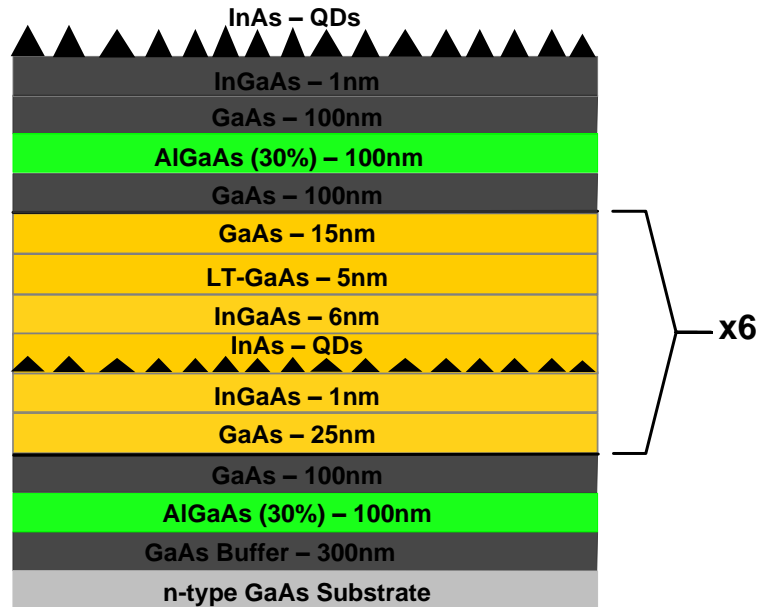 InAs – QDs
InGaAs – 1nm
GaAs – 100nm
AlGaAs (30%) – 100nm
GaAs – 100nm
GaAs – 15nm
LT-GaAs – 5nm
InGaAs – 6nm
InAs – QDs
InGaAs – 1nm
GaAs – 25nm
x6
GaAs – 100nm
AlGaAs (30%) – 100nm
GaAs Buffer – 300nm
n-type GaAs Substrate